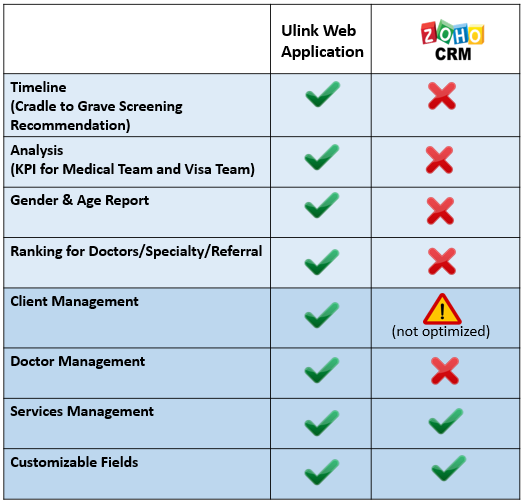 Ulink Web
Application
ZOHO
CRM
Timeline
(Cradle to Grave Screening
Recommendation)
Analysis
(KPI for Medical Team and Visa Team)
Gender & Age Report
Ranking for Doctors/Specialty/Referral
Client Management
(not optimized)
Doctor Management
Services Management
Customizable Fields